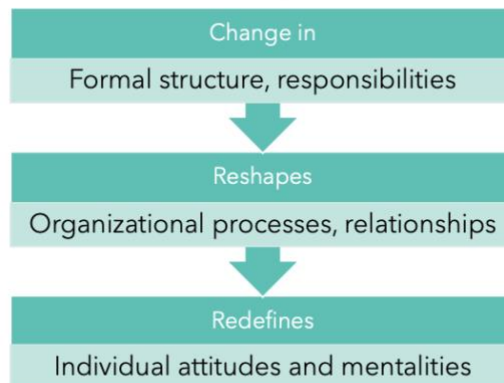 Change in
Formal structure, responsibilities
Reshapes
Organizational processes, relationships
Redefines
Individual attitudes and mentalities